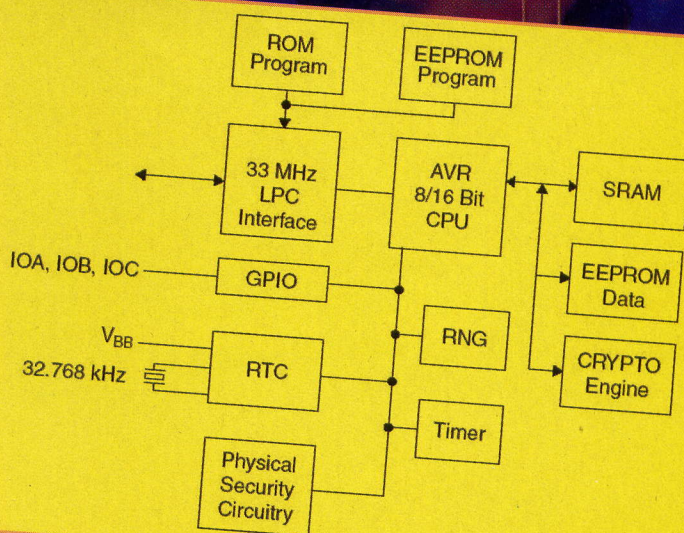 ROM
Program
EEPROM
Program
33 MHz
LPC
Interface
AVR
8/16 Bit
CPU
SRAM
IOA, IOB, IOC
GPIO
EEPROM
Data
VBB
32.768 kHz
RTC
RNG
CRYPTO
Engine
Timer
Physical
Security
Circuitry